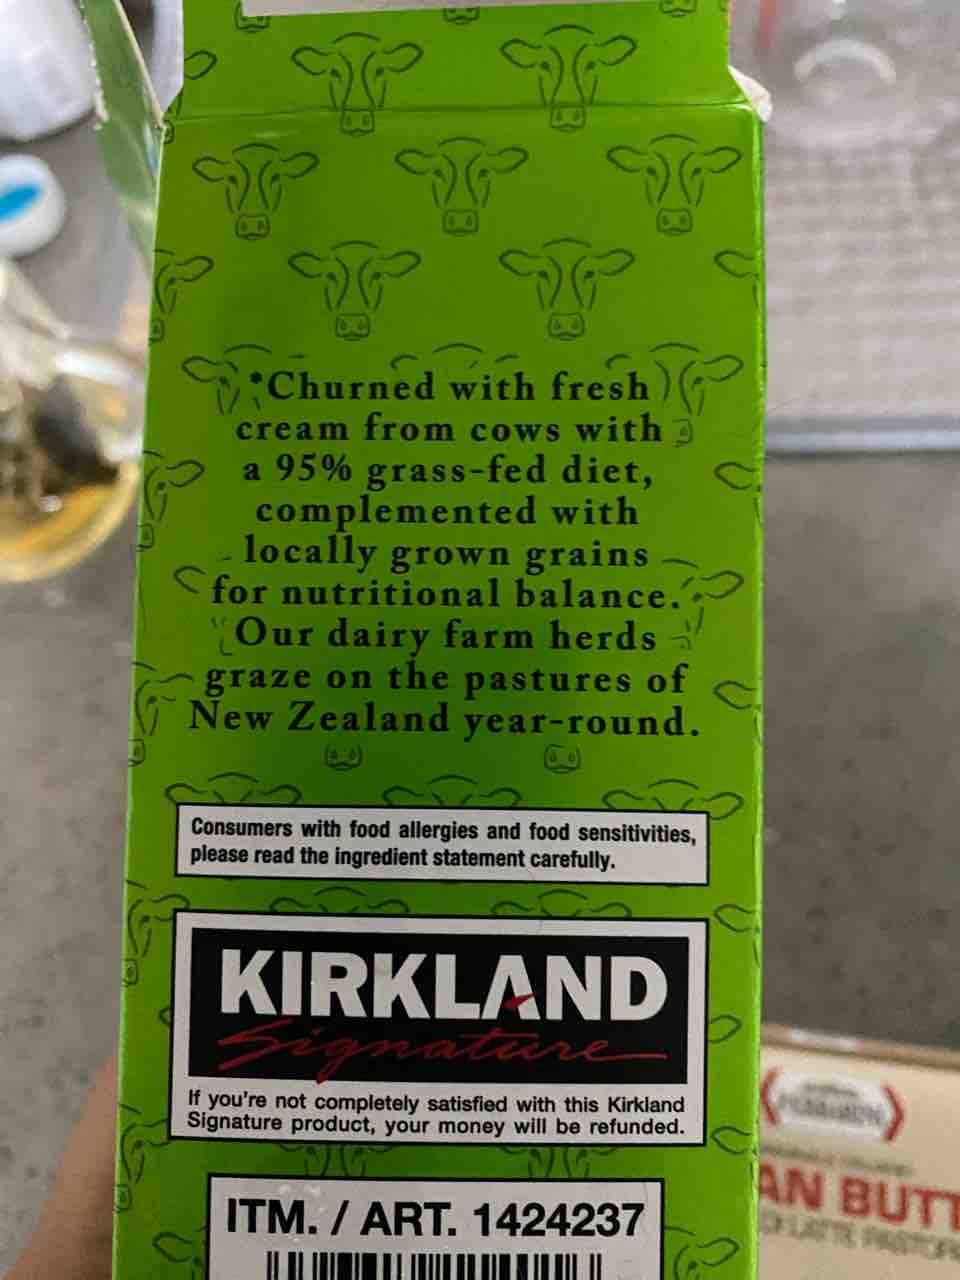 *Churned with fresh
cream from cows with
a 95% grass-fed diet,
complemented with
locally grown grains
for nutritional balance.
Our dairy farm herds
graze on the pastures of
New Zealand year-round.
Consumers with food allergies and food sensitivities,
please read the ingredient statement carefully.
KIRKLAND
Signature
If you're not completely satisfied with this Kirkland
Signature product, your money will be refunded.
ITM. / ART. 1424237
AN BUTT